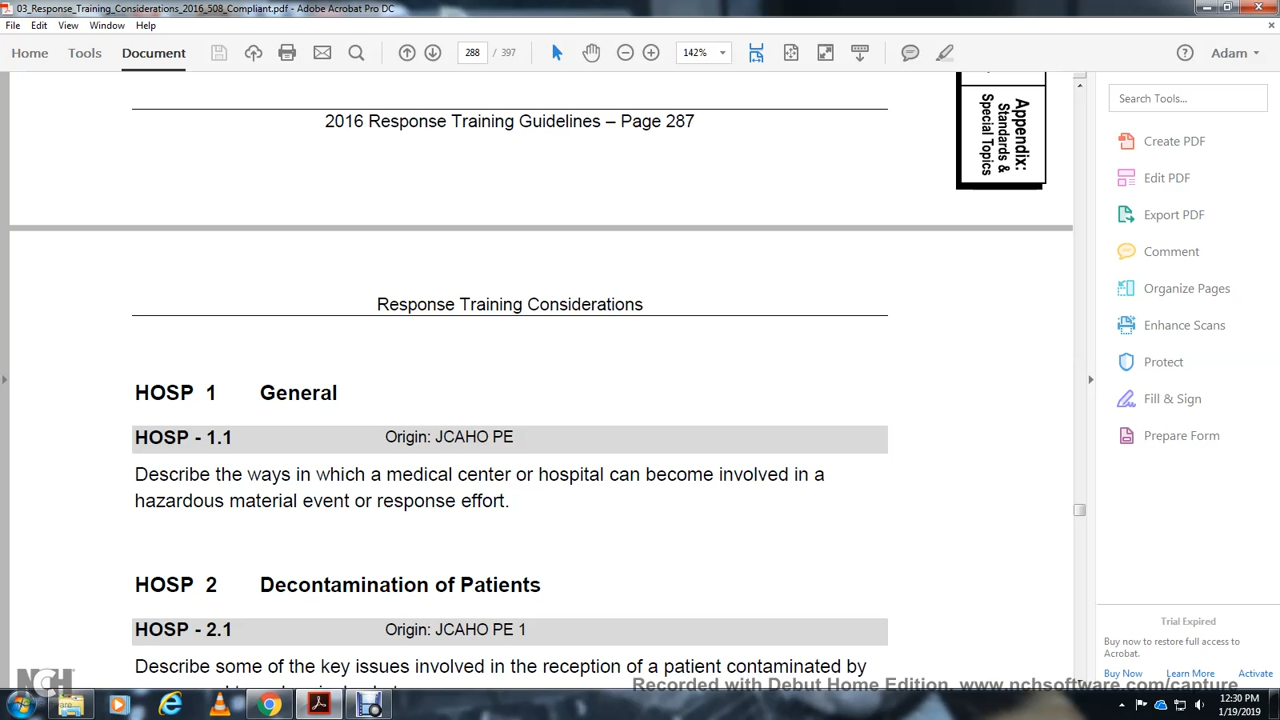 03_Response_Training_Considerations_2016_508_Compliant.pdf - Adobe Acrobat Pro DC
File Edit View Window Help
Home Tools Document 288 / 397 142% Adam
Appendix:
Standards &
Special Topics
2016 Response Training Guidelines – Page 287
Response Training Considerations
HOSP 1 General
HOSP - 1.1 Origin: JCAHO PE
Describe the ways in which a medical center or hospital can become involved in a
hazardous material event or response effort.
HOSP 2 Decontamination of Patients
HOSP - 2.1 Origin: JCAHO PE 1
Describe some of the key issues involved in the reception of a patient contaminated by
Search Tools...
Create PDF
Edit PDF
Export PDF
Comment
Organize Pages
Enhance Scans
Protect
Fill & Sign
Prepare Form
Trial Expired
Buy now to restore full access to
Acrobat.
Buy Now Learn More Activate
NCH
Recorded with Debut Home Edition. www.nchsoftware.com/capture
12:30 PM
1/19/2019